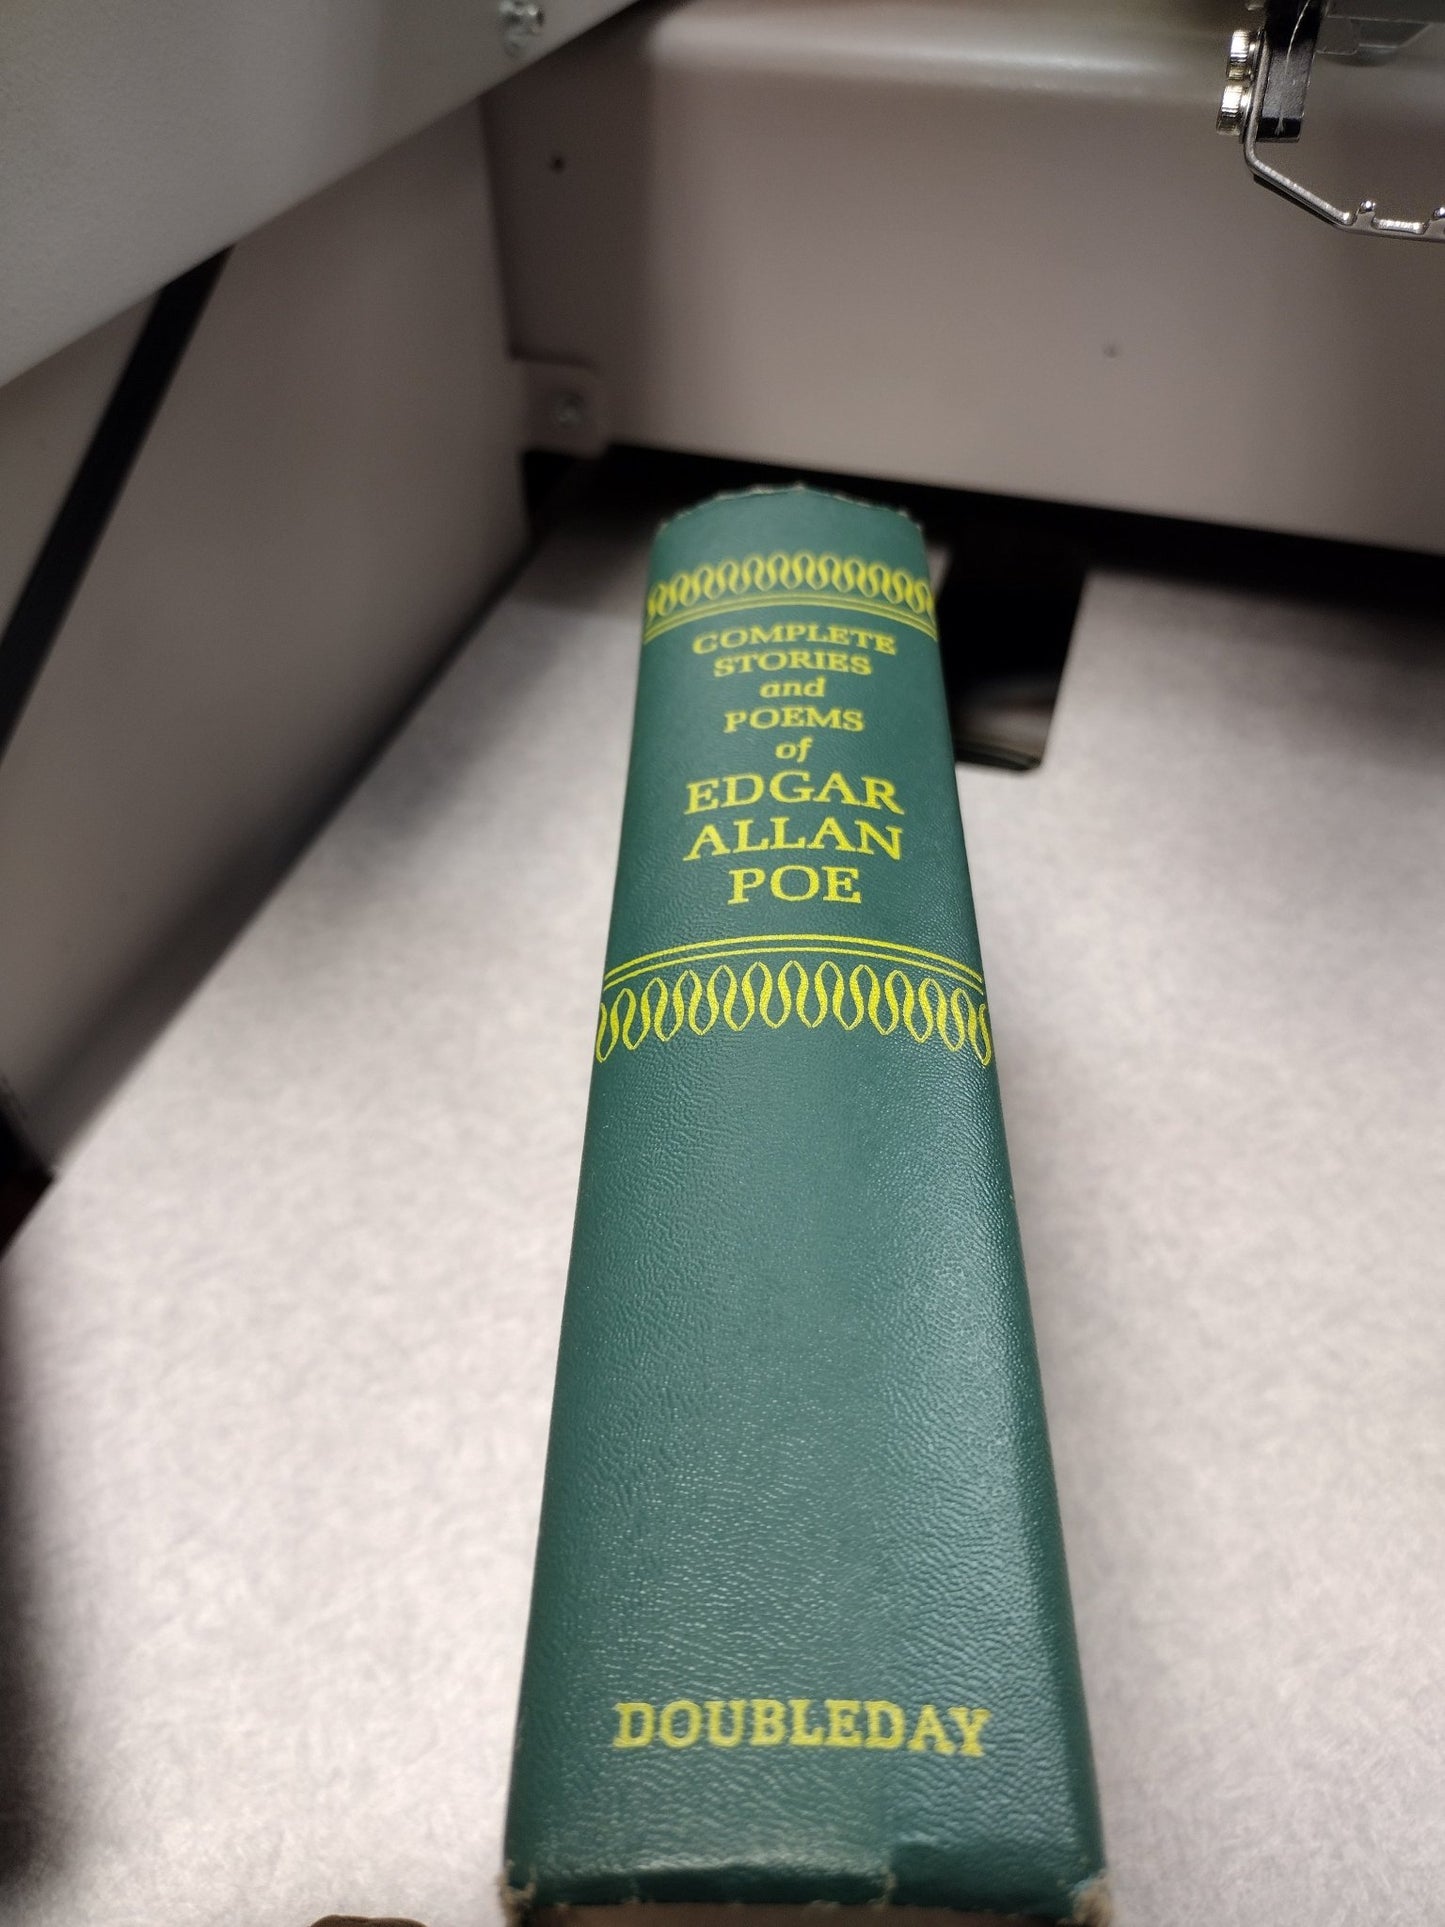 COMPLETE
STORIES
and
POEMS
of
EDGAR
ALLAN
POE
DOUBLEDAY